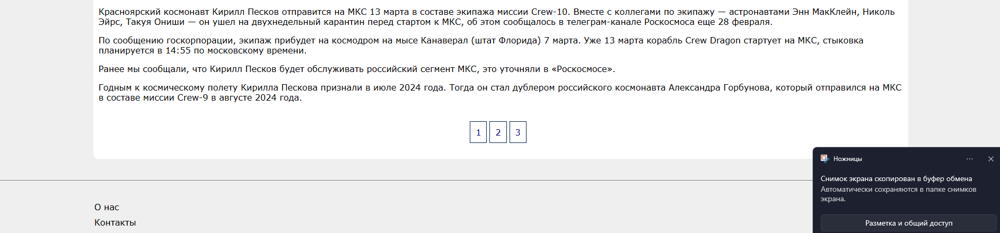 Красноярский космонавт Кирилл Песков отправится на МКС 13 марта в составе экипажа миссии Crew-10. Вместе с коллегами по экипажу — астронавтами Энн МакКлейн, Николь
Эйрс, Такуя Ониши — он ушел на двухнедельный карантин перед стартом к МКС, об этом сообщалось в телеграм-канале Роскосмоса еще 28 февраля.
По сообщению госкорпорации, экипаж прибудет на космодром на мысе Канаверал (штат Флорида) 7 марта. Уже 13 марта корабль Crew Dragon стартует на МКС, стыковка
планируется в 14:55 по московскому времени.
Ранее мы сообщали, что Кирилл Песков будет обслуживать российский сегмент МКС, это уточняли в «Роскосмосе».
Годным к космическому полету Кирилла Пескова признали в июле 2024 года. Тогда он стал дублером российского космонавта Александра Горбунова, который отправился на МКС
в составе миссии Crew-9 в августе 2024 года.
1 2 3
Ножницы
Снимок экрана скопирован в буфер обмена
Автоматически сохраняются в папке снимков
экрана.
Разметка и общий доступ
О нас
Контакты